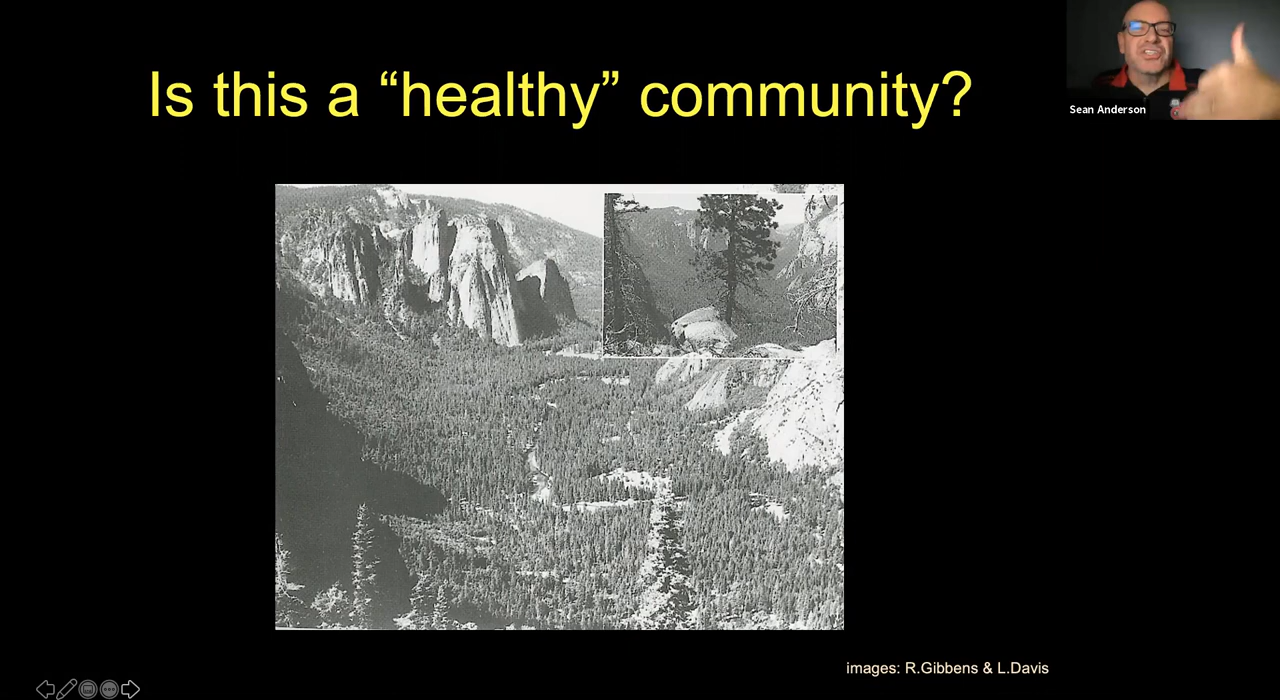 Is this a “healthy” community?
Sean Anderson
images: R.Gibbens & L.Davis